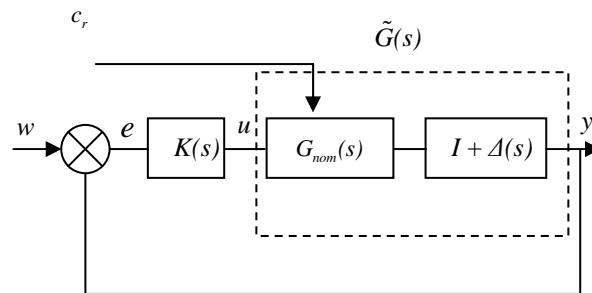 c_r
G̃(s)
w
e
K(s)
u
G_nom(s)
I + Δ(s)
y